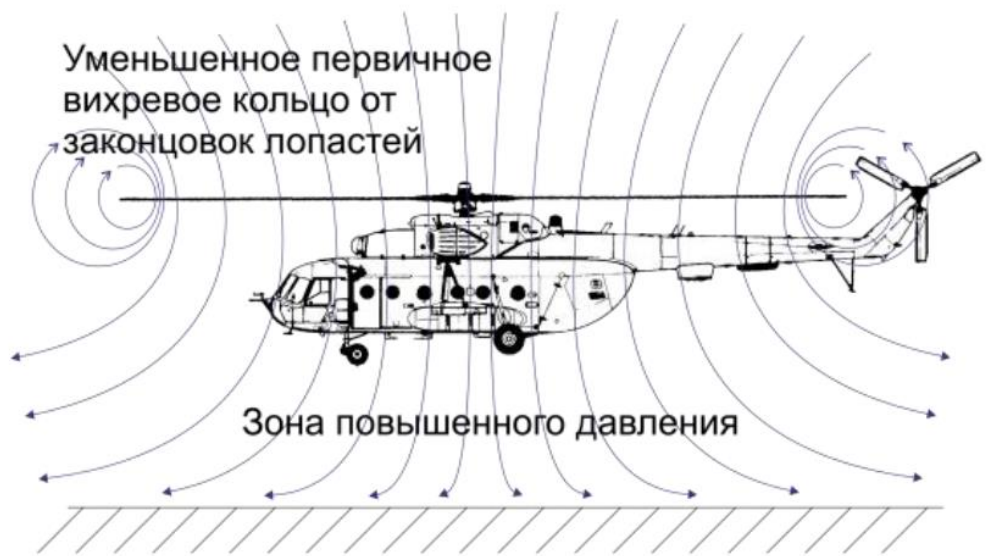 Уменьшенное первичное
вихревое кольцо от
законцовок лопастей
Зона повышенного давления